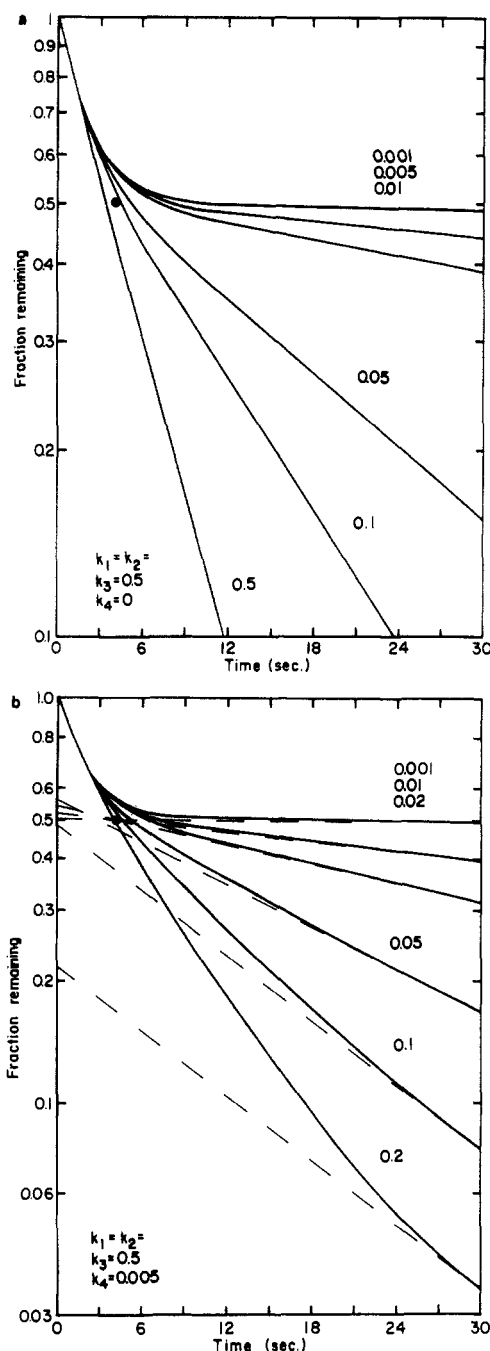 a
1
0.9
0.8
0.7
0.6
0.5
0.4
0.3
0.2
0.1
Fraction remaining
0.001
0.005
0.01
0.05
0.1
0.5
k₁ = k₂ =
k₃ = 0.5
k₄ = 0
0 6 12 18 24 30
Time (sec.)
b
1.0
0.8
0.6
0.5
0.4
0.3
0.2
0.1
0.06
0.03
Fraction remaining
0.001
0.01
0.02
0.05
0.1
0.2
k₁ = k₂ =
k₃ = 0.5
k₄ = 0.005
0 6 12 18 24 30
Time (sec.)